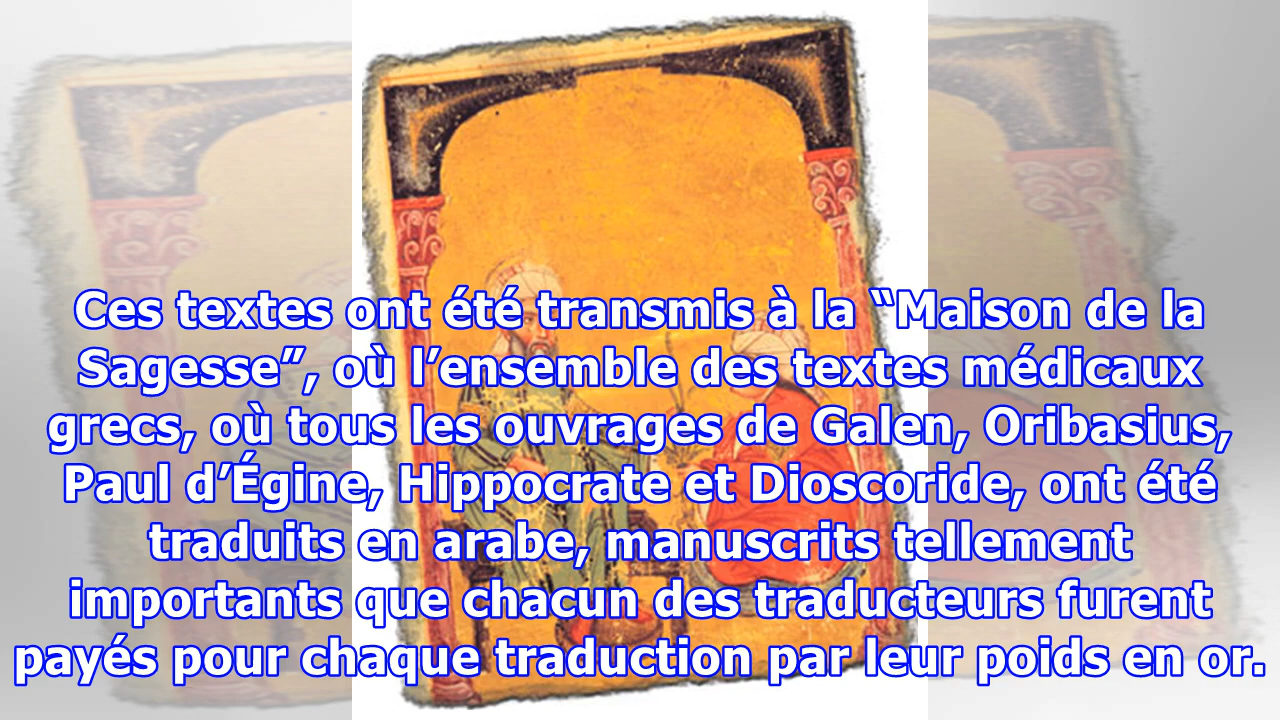 Ces textes ont été transmis à la “Maison de la
Sagesse”, où l’ensemble des textes médicaux
grecs, où tous les ouvrages de Galen, Oribasius,
Paul d’Égine, Hippocrate et Dioscoride, ont été
traduits en arabe, manuscrits tellement
importants que chacun des traducteurs furent
payés pour chaque traduction par leur poids en or.